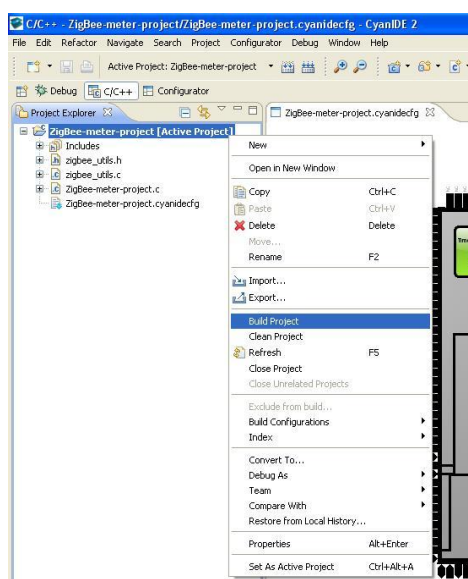 C/C++ - ZigBee-meter-project/ZigBee-meter-project.cyanidecfg - CyanIDE 2
File Edit Refactor Navigate Search Project Configurator Debug Window Help
Active Project: ZigBee-meter-project
Debug C/C++ Configurator
Project Explorer
ZigBee-meter-project.cyanidecfg
ZigBee-meter-project [Active Project]
Includes
zigbee_utils.h
zigbee_utils.c
ZigBee-meter-project.c
ZigBee-meter-project.cyanidecfg
New
Open in New Window
Copy Ctrl+C
Paste Ctrl+V
Delete Delete
Move...
Rename F2
Import...
Export...
Build Project
Clean Project
Refresh F5
Close Project
Close Unrelated Projects
Exclude from build...
Build Configurations
Index
Convert To...
Debug As
Team
Compare With
Restore from Local History...
Properties Alt+Enter
Set As Active Project Ctrl+Alt+A